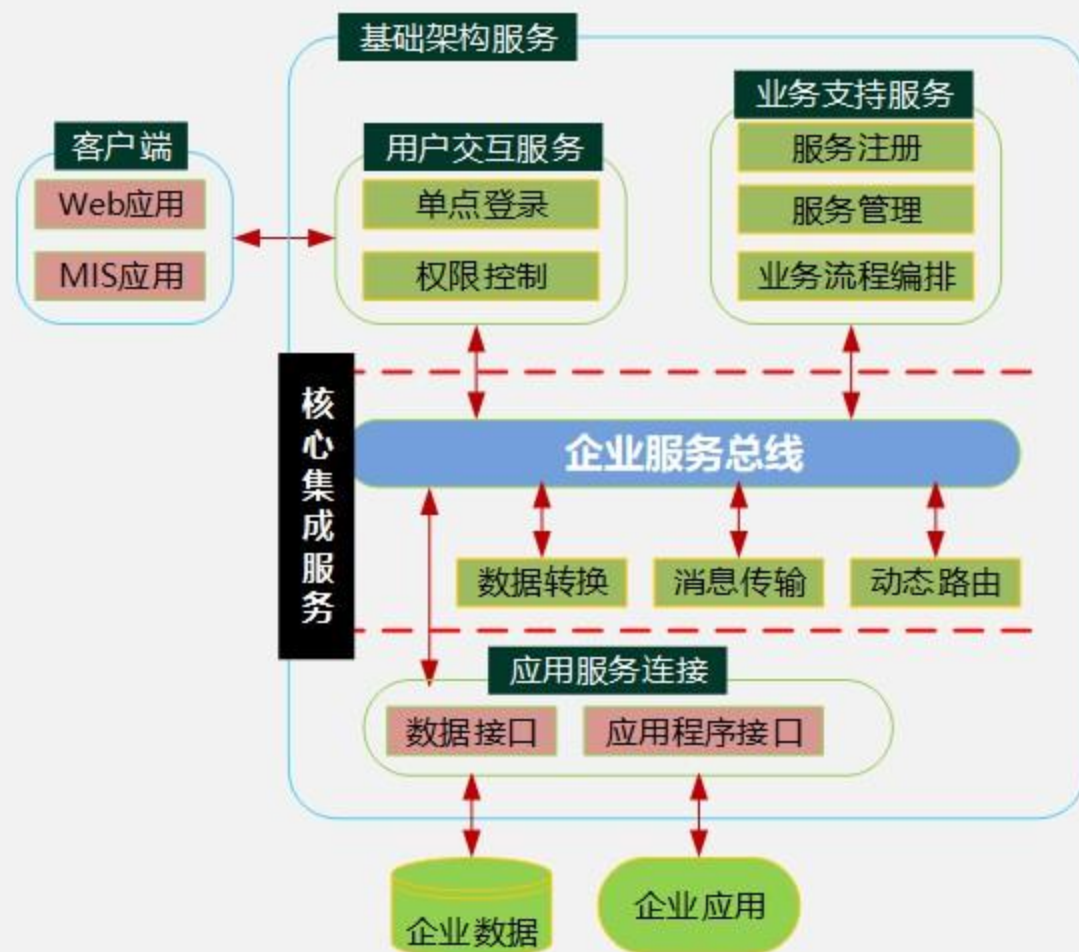 基础架构服务
业务支持服务
客户端
用户交互服务
服务注册
Web应用
单点登录
服务管理
MIS应用
权限控制
业务流程编排
核心集成服务
企业服务总线
数据转换
消息传输
动态路由
应用服务连接
数据接口
应用程序接口
企业数据
企业应用